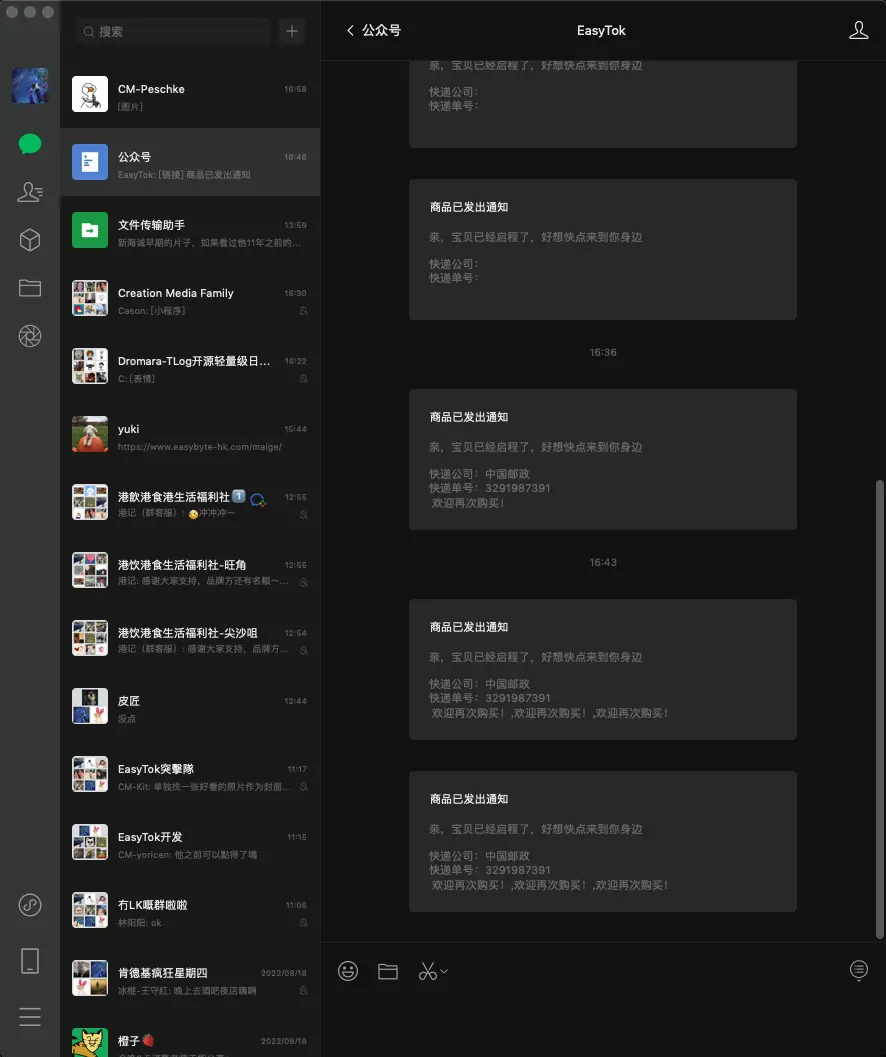 搜索
CM-Peschke
16:58
[图片]
公众号
16:46
EasyTok: [链接] 商品已发出通知
文件传输助手
13:59
新海诚早期的片子，如果看过他11年之前的...
Creation Media Family
16:30
Cason: [小程序]
Dromara-TLog开源轻量级日...
16:22
C: [表情]
yuki
15:44
https://www.easybyte-hk.com/maige/
港飲港食港生活福利社1
12:55
港记（群客服）: 冲冲冲～
港饮港食生活福利社-旺角
12:55
港记: 感谢大家支持，品牌方还有名额～...
港饮港食生活福利社-尖沙咀
12:54
港记（群客服）: 感谢大家支持，品牌方...
皮匠
12:44
没点
EasyTok突擊隊
11:17
CM-Kit: 单独找一张好看的照片作为封面...
EasyTok开发
11:15
CM-yoricen: 他之前可以點得了嗎
冇LK嘅群啦啦
11:06
林阳阳: ok
肯德基疯狂星期四
2022/08/18
冰棍-王守红: 晚上去酒吧夜店嗨啊
橙子
2022/08/18
公众号
EasyTok
亲，宝贝已经启程了，好想快点来到你身边
快递公司：
快递单号：
商品已发出通知
亲，宝贝已经启程了，好想快点来到你身边
快递公司：
快递单号：
16:36
商品已发出通知
亲，宝贝已经启程了，好想快点来到你身边
快递公司：中国邮政
快递单号：3291987391
欢迎再次购买！
16:43
商品已发出通知
亲，宝贝已经启程了，好想快点来到你身边
快递公司：中国邮政
快递单号：3291987391
欢迎再次购买！,欢迎再次购买！,欢迎再次购买！
商品已发出通知
亲，宝贝已经启程了，好想快点来到你身边
快递公司：中国邮政
快递单号：3291987391
欢迎再次购买！,欢迎再次购买！,欢迎再次购买！